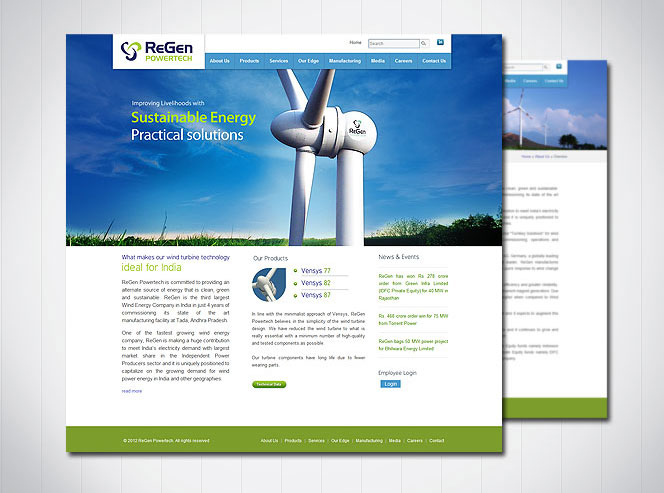 Home Search
ReGen
POWERTECH
About Us Products Services Our Edge Manufacturing Media Careers Contact Us
Improving Livelihoods with
Sustainable Energy
Practical solutions
ReGen
What makes our wind turbine technology
ideal for India
ReGen Powertech is committed to providing an
alternate source of energy that is clean, green
and sustainable. ReGen is the third largest
Wind Energy Company in India in just 4 years of
commissioning its state of the art
manufacturing facility at Tada, Andhra Pradesh.
One of the fastest growing wind energy
company, ReGen is making a huge contribution
to meet India's electricity demand with largest
market share in the Independent Power
Producers sector and it is uniquely positioned to
capitalize on the growing demand for wind
power energy in India and other geographies.
read more
Our Products
Vensys 77
Vensys 82
Vensys 87
In line with the minimalist approach of Vensys, ReGen
Powertech believes in the simplicity of the wind turbine
design. We have reduced the wind turbine to what is
really essential with a minimum number of high-quality
and tested components as possible.
Our turbine components have long life due to fewer
wearing parts.
Technical Data
News & Events
ReGen has won Rs 278 crore
order from Green Infra Limited
(IDFC Private Equity) for 40 MW in
Rajasthan
Rs. 466 crore order win for 75 MW
from Torrent Power
ReGen bags 50 MW power project
for Bhilwara Energy Limited
Employee Login
Login
© 2012 ReGen Powertech. All rights reserved
About Us | Products | Services | Our Edge | Manufacturing | Media | Careers | Contact
Careers Contact Us
Home > About Us > Overview